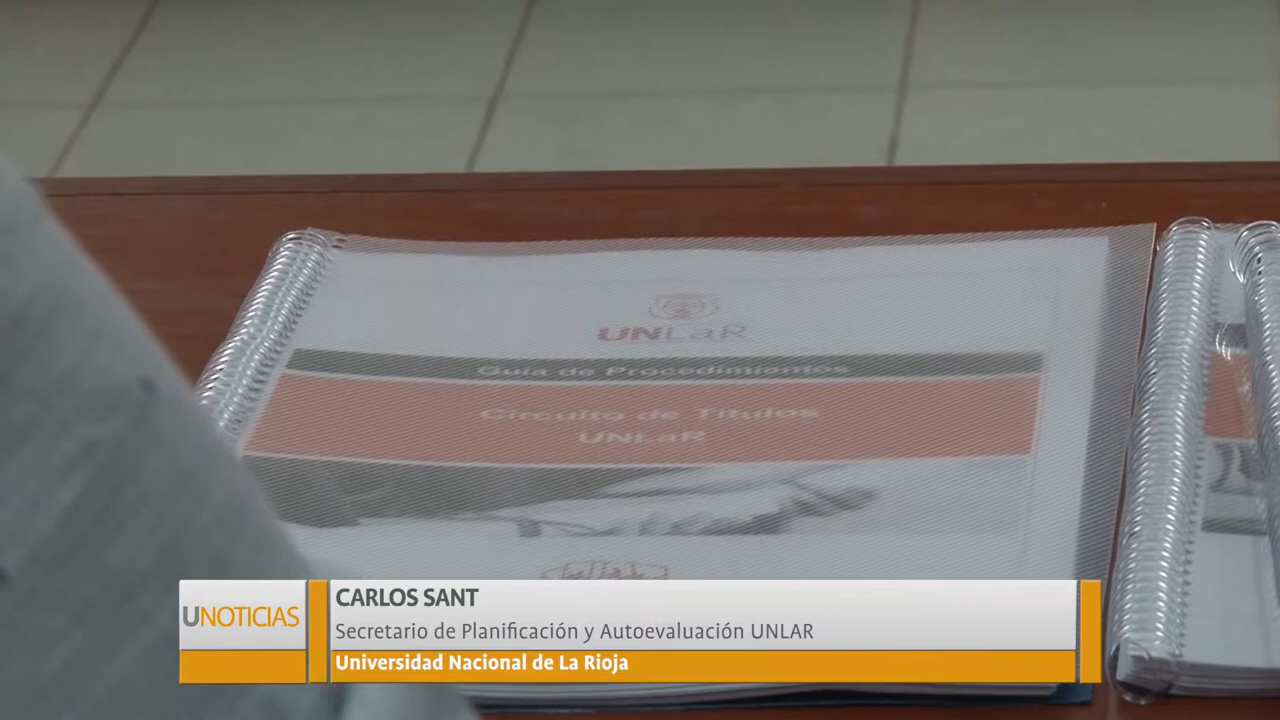 UNLaR
Guía de Procedimientos
Circuito de Títulos
UNLaR
UNOTICIAS
CARLOS SANT
Secretario de Planificación y Autoevaluación UNLAR
Universidad Nacional de La Rioja